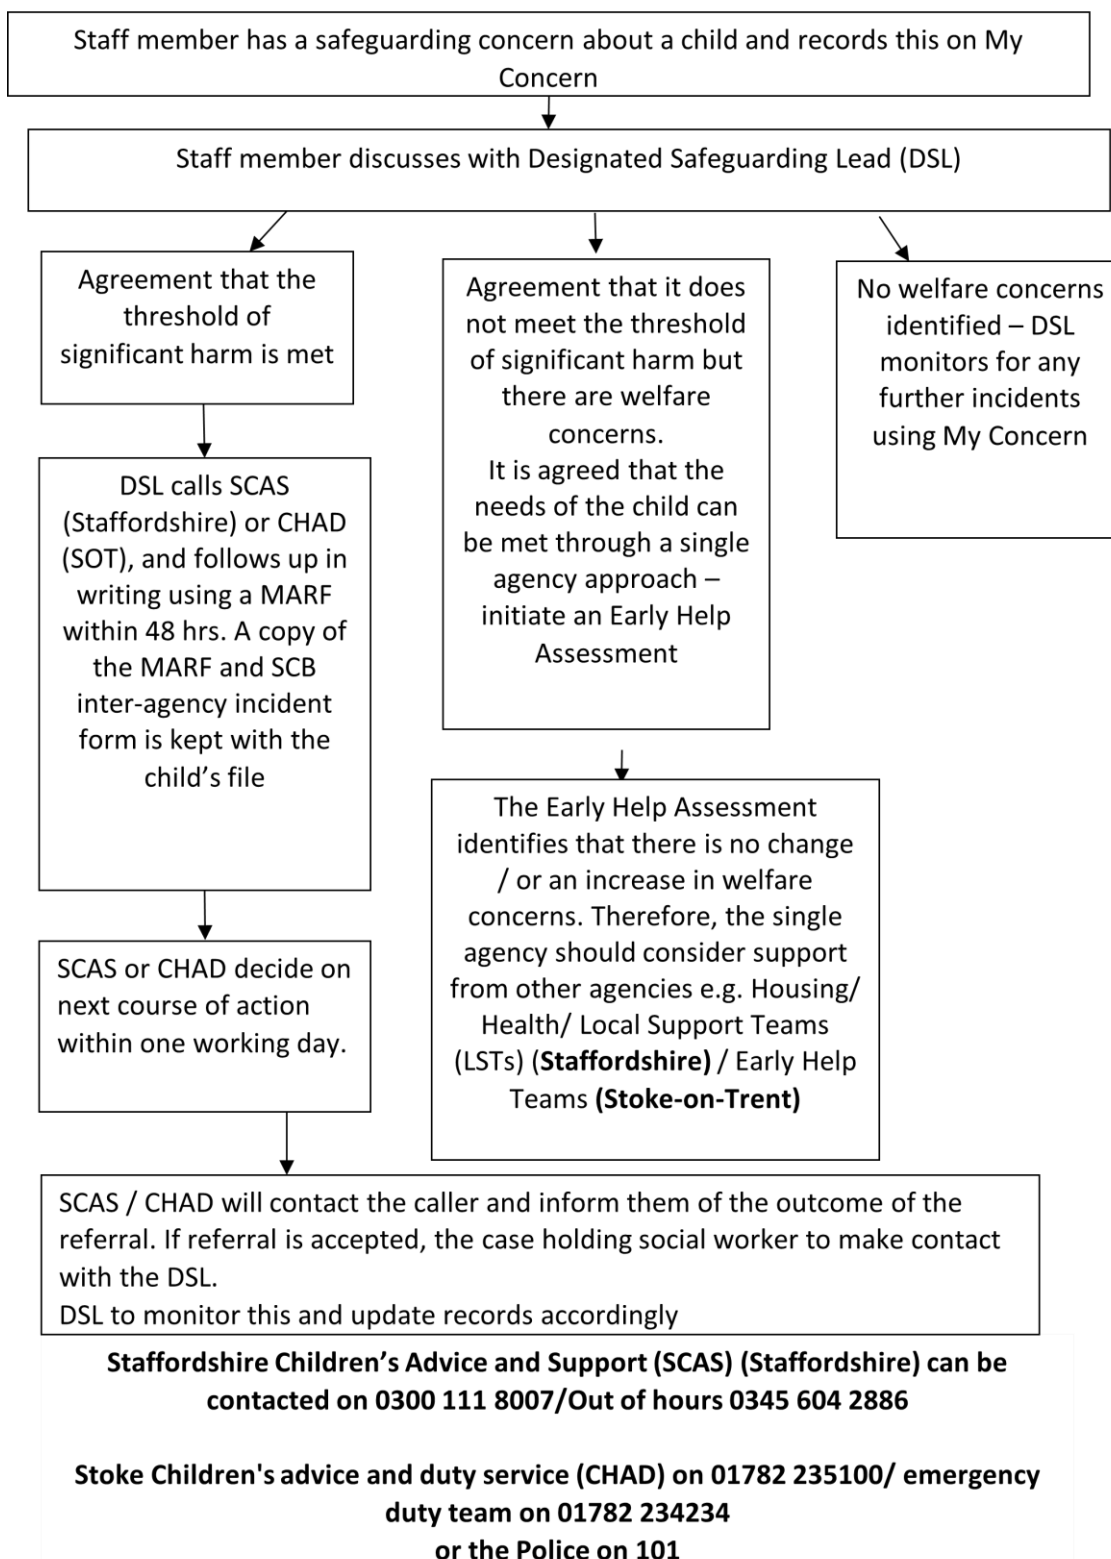 Staff member has a safeguarding concern about a child and records this on My
Concern
Staff member discusses with Designated Safeguarding Lead (DSL)
Agreement that the
threshold of
significant harm is met
DSL calls SCAS
(Staffordshire) or CHAD
(SOT), and follows up in
writing using a MARF
within 48 hrs. A copy of
the MARF and SCB
inter-agency incident
form is kept with the
child’s file
SCAS or CHAD decide on
next course of action
within one working day.
Agreement that it does
not meet the threshold
of significant harm but
there are welfare
concerns.
It is agreed that the
needs of the child can
be met through a single
agency approach –
initiate an Early Help
Assessment
The Early Help Assessment
identifies that there is no change
/ or an increase in welfare
concerns. Therefore, the single
agency should consider support
from other agencies e.g. Housing/
Health/ Local Support Teams
(LSTs) (Staffordshire) / Early Help
Teams (Stoke-on-Trent)
No welfare concerns
identified – DSL
monitors for any
further incidents
using My Concern
SCAS / CHAD will contact the caller and inform them of the outcome of the
referral. If referral is accepted, the case holding social worker to make contact
with the DSL.
DSL to monitor this and update records accordingly
Staffordshire Children’s Advice and Support (SCAS) (Staffordshire) can be
contacted on 0300 111 8007/Out of hours 0345 604 2886
Stoke Children's advice and duty service (CHAD) on 01782 235100/ emergency
duty team on 01782 234234
or the Police on 101